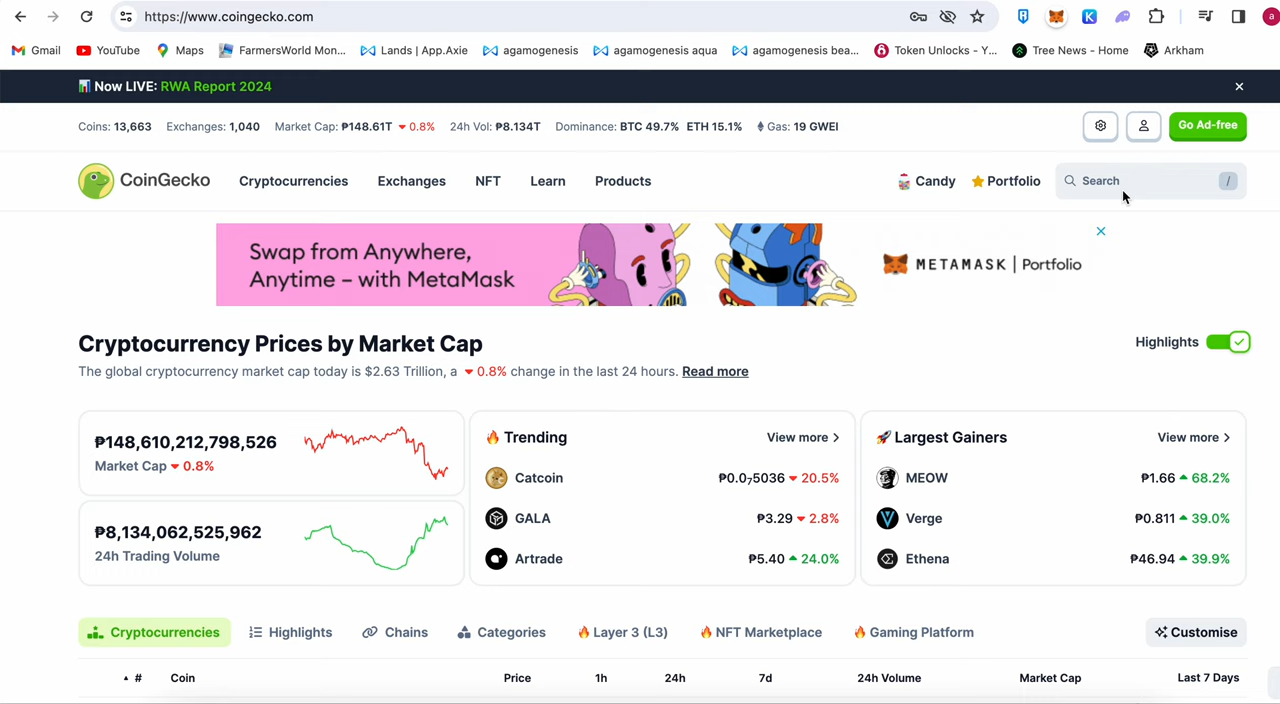 https://www.coingecko.com
a
Gmail YouTube Maps FarmersWorld Mon... Lands | App.Axie agamogenesis agamogenesis aqua agamogenesis bea... Token Unlocks - Y... Tree News - Home Arkham
Now LIVE: RWA Report 2024
Coins: 13,663 Exchanges: 1,040 Market Cap: ₱148.61T 0.8% 24h Vol: ₱8.134T Dominance: BTC 49.7% ETH 15.1% Gas: 19 GWEI Go Ad-free
CoinGecko Cryptocurrencies Exchanges NFT Learn Products Candy Portfolio Search /
Swap from Anywhere,
Anytime – with MetaMask
METAMASK | Portfolio
Cryptocurrency Prices by Market Cap
Highlights
The global cryptocurrency market cap today is $2.63 Trillion, a 0.8% change in the last 24 hours. Read more
₱148,610,212,798,526
Market Cap 0.8%
₱8,134,062,525,962
24h Trading Volume
Trending View more
Catcoin ₱0.0₇5036 20.5%
GALA ₱3.29 2.8%
Artrade ₱5.40 24.0%
Largest Gainers View more
MEOW ₱1.66 68.2%
Verge ₱0.811 39.0%
Ethena ₱46.94 39.9%
Cryptocurrencies Highlights Chains Categories Layer 3 (L3) NFT Marketplace Gaming Platform Customise
# Coin Price 1h 24h 7d 24h Volume Market Cap Last 7 Days